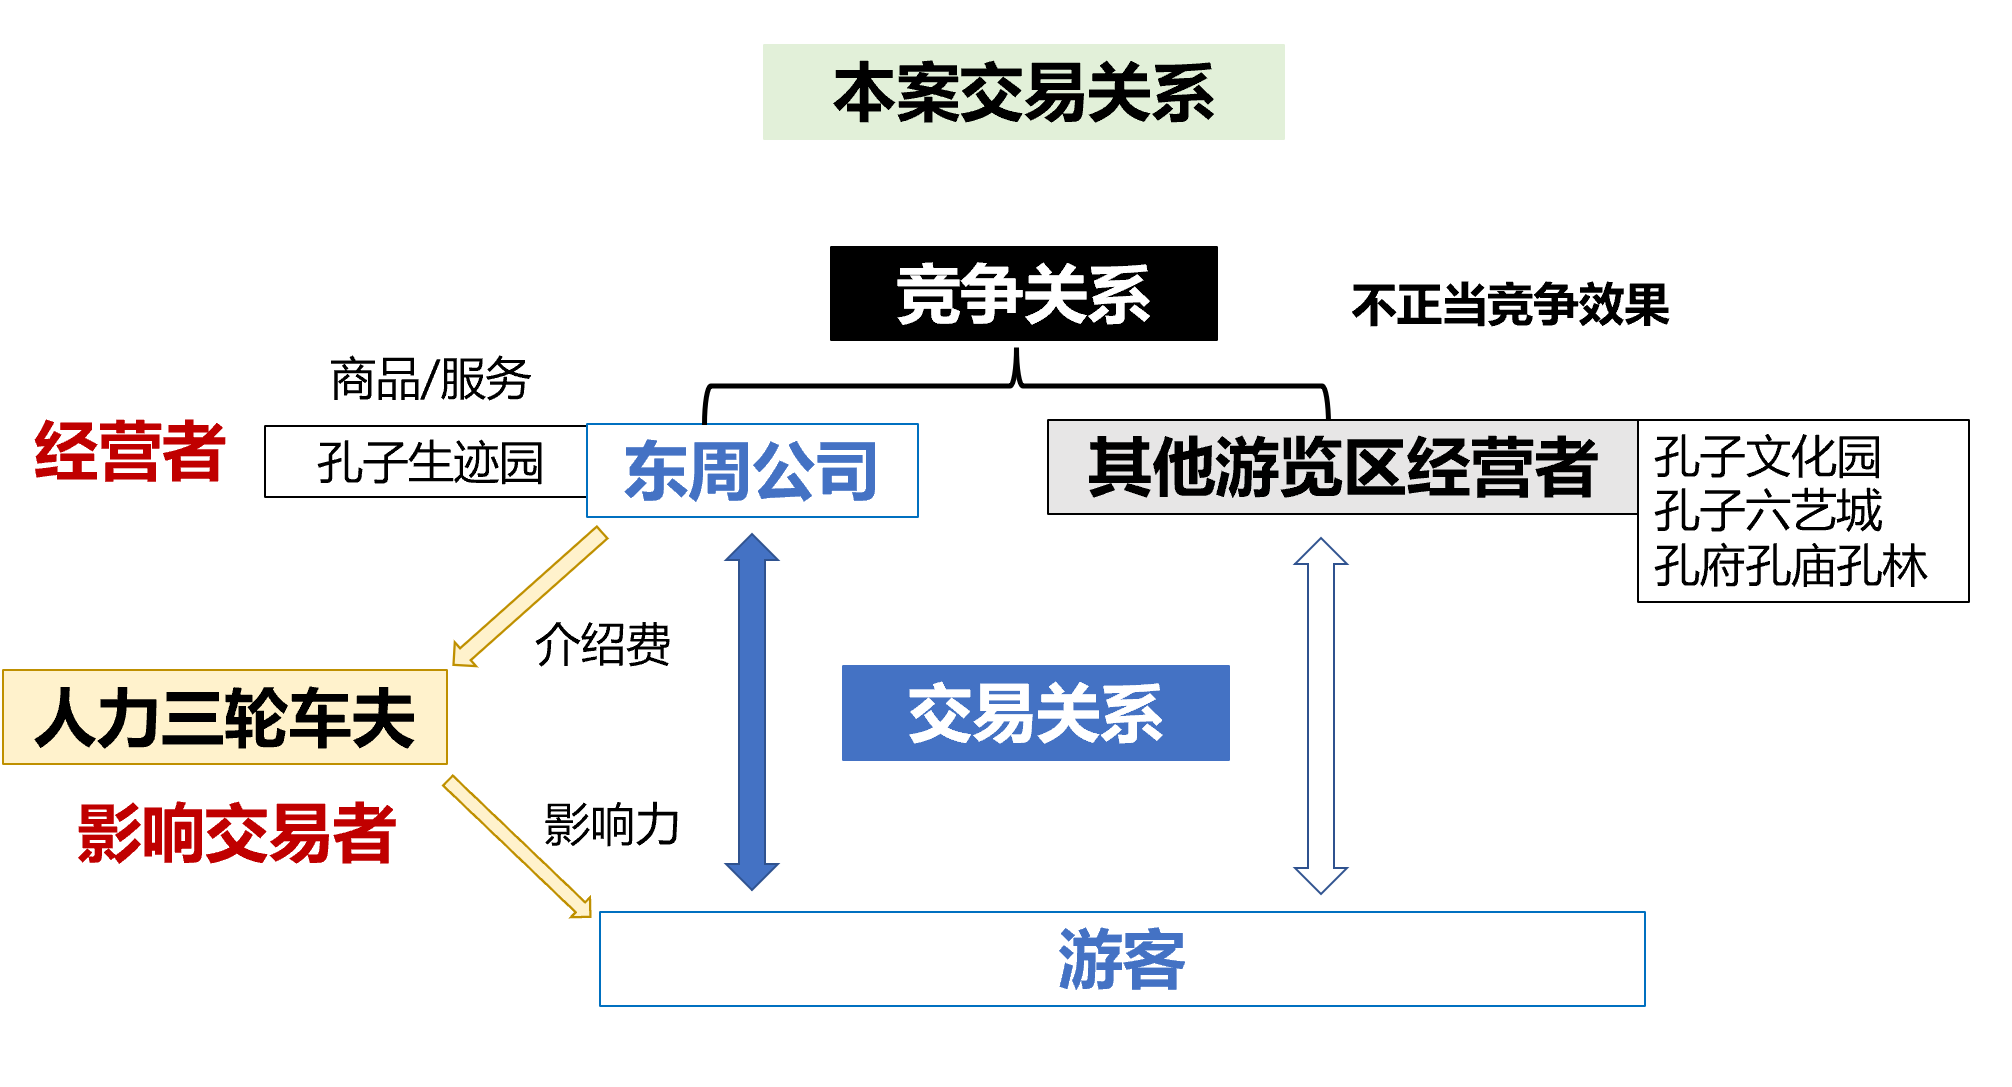 本案交易关系
竞争关系
不正当竞争效果
商品/服务
经营者
孔子生迹园
东周公司
其他游览区经营者
孔子文化园
孔子六艺城
孔府孔庙孔林
介绍费
人力三轮车夫
交易关系
影响交易者
影响力
游客